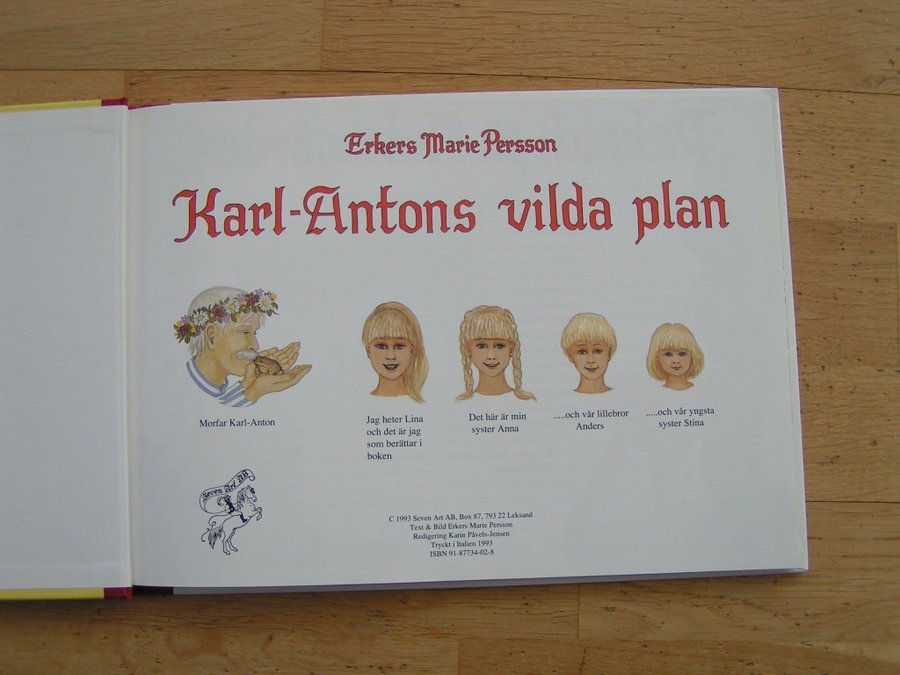 Erkers Marie Persson
Karl-Antons vilda plan
Morfar Karl-Anton
Jag heter Lina
och det är jag
som berättar i
boken
Det här är min
syster Anna
.....och vår lillebror
Anders
.....och vår yngsta
syster Stina
Seven Art AB
C 1993 Seven Art AB, Box 87, 793 22 Leksand
Text & Bild Erkers Marie Persson
Redigering Karin Påvels-Jensen
Tryckt i Italien 1993
ISBN 91-87734-02-8